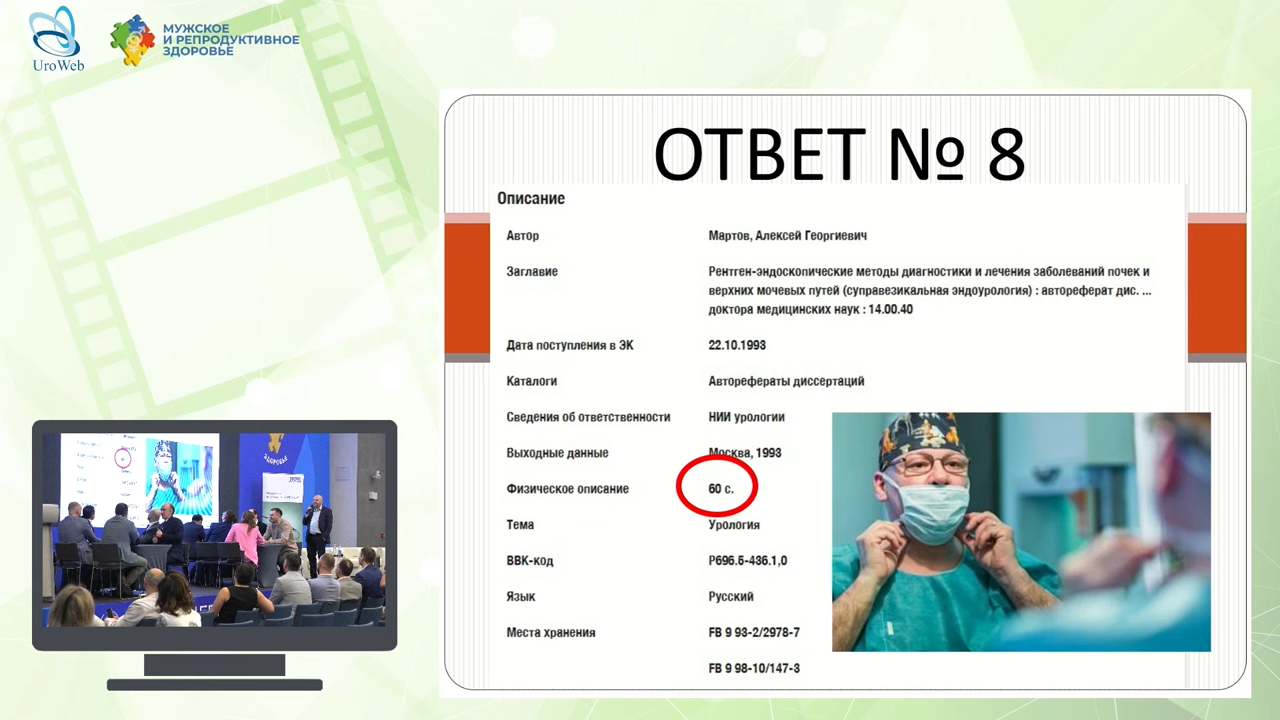 UroWeb
МУЖСКОЕ
И РЕПРОДУКТИВНОЕ
ЗДОРОВЬЕ
ОТВЕТ № 8
Описание
Автор Мартов, Алексей Георгиевич
Заглавие Рентген-эндоскопические методы диагностики и лечения заболеваний почек и
верхних мочевых путей (суправезикальная эндоурология) : автореферат дис. ...
доктора медицинских наук : 14.00.40
Дата поступления в ЭК 22.10.1993
Каталоги Авторефераты диссертаций
Сведения об ответственности НИИ урологии
Выходные данные Москва, 1993
Физическое описание 60 с.
Тема Урология
BBK-код Р696.5-436.1,0
Язык Русский
Места хранения FB 9 93-2/2978-7
FB 9 98-10/147-3
ЗДОРОВЬЕ